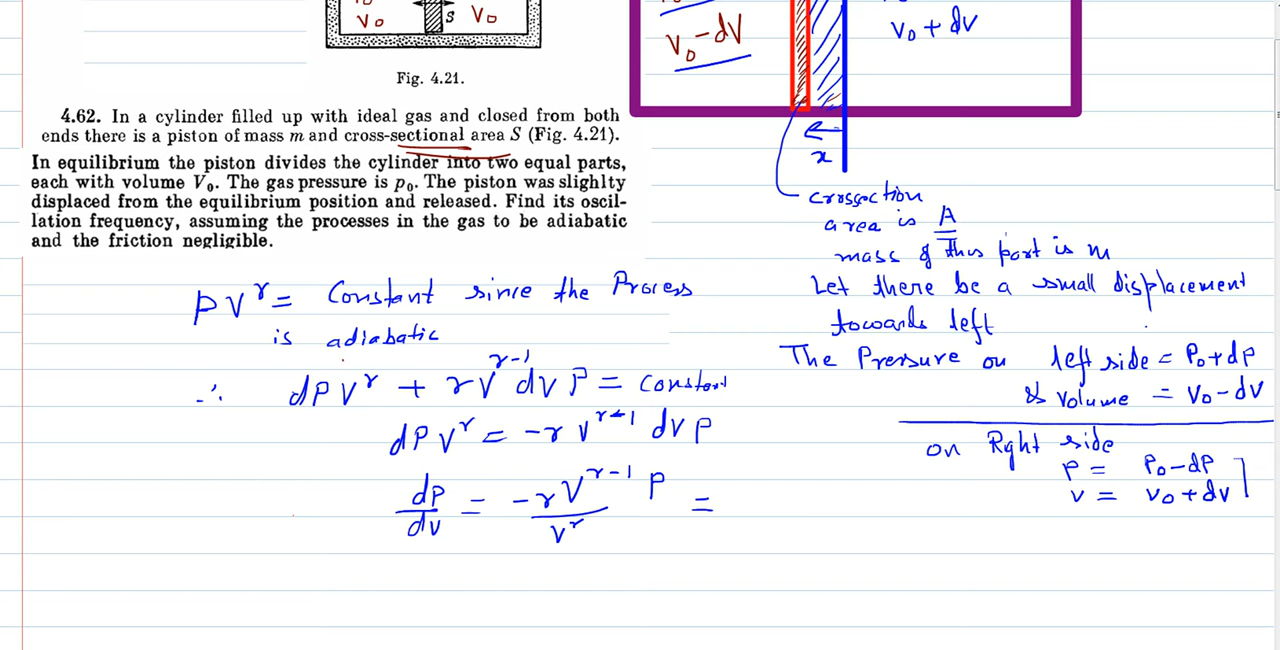 V₀ S V₀
Fig. 4.21.
4.62. In a cylinder filled up with ideal gas and closed from both
ends there is a piston of mass m and cross-sectional area S (Fig. 4.21).
In equilibrium the piston divides the cylinder into two equal parts,
each with volume V₀. The gas pressure is p₀. The piston was slighlty
displaced from the equilibrium position and released. Find its oscil-
lation frequency, assuming the processes in the gas to be adiabatic
and the friction negligible.
PV^γ = Constant since the Process
is adiabatic
∴ dP V^γ + γV^(γ-1) dV P = constant
dP V^γ = -γ V^(γ-1) dV P
dP/dV = -γV^(γ-1) P / V^γ =
V₀ - dV
V₀ + dV
x
crossection
area is A
mass of this part is m
Let there be a small displacement
towards left
The Pressure on left side = P₀ + dP
& volume = V₀ - dV
on Right side
P = P₀ - dP
V = V₀ + dV